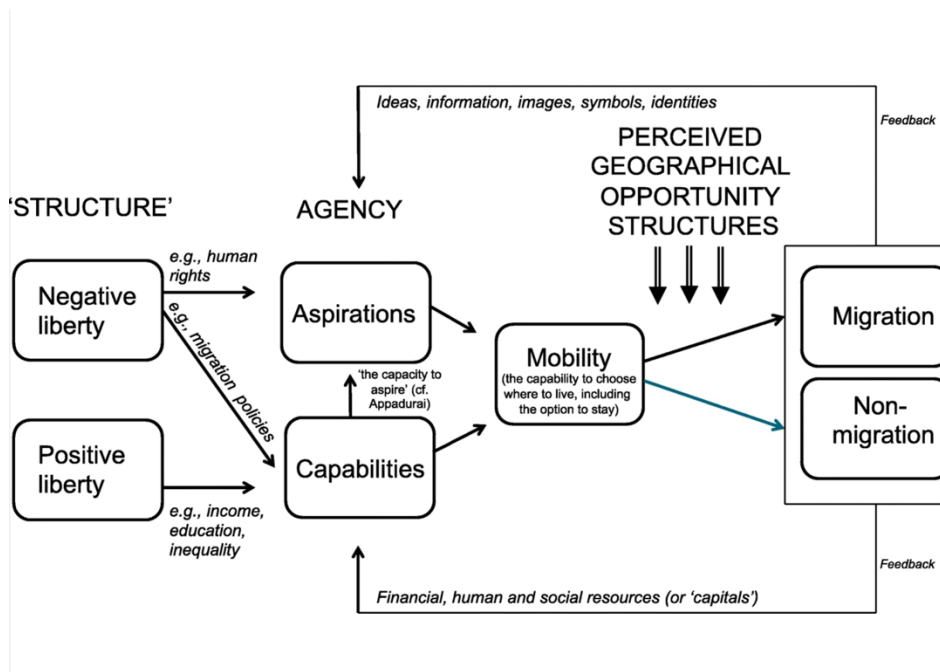 Ideas, information, images, symbols, identities
Feedback
PERCEIVED
GEOGRAPHICAL
OPPORTUNITY
STRUCTURES
'STRUCTURE'
AGENCY
e.g., human
rights
Negative
liberty
e.g., migration policies
Aspirations
Migration
Mobility
(the capability to choose
where to live, including
the option to stay)
'the capacity to
aspire' (cf.
Appadurai)
Non-
migration
Positive
liberty
Capabilities
e.g., income,
education,
inequality
Feedback
Financial, human and social resources (or 'capitals')